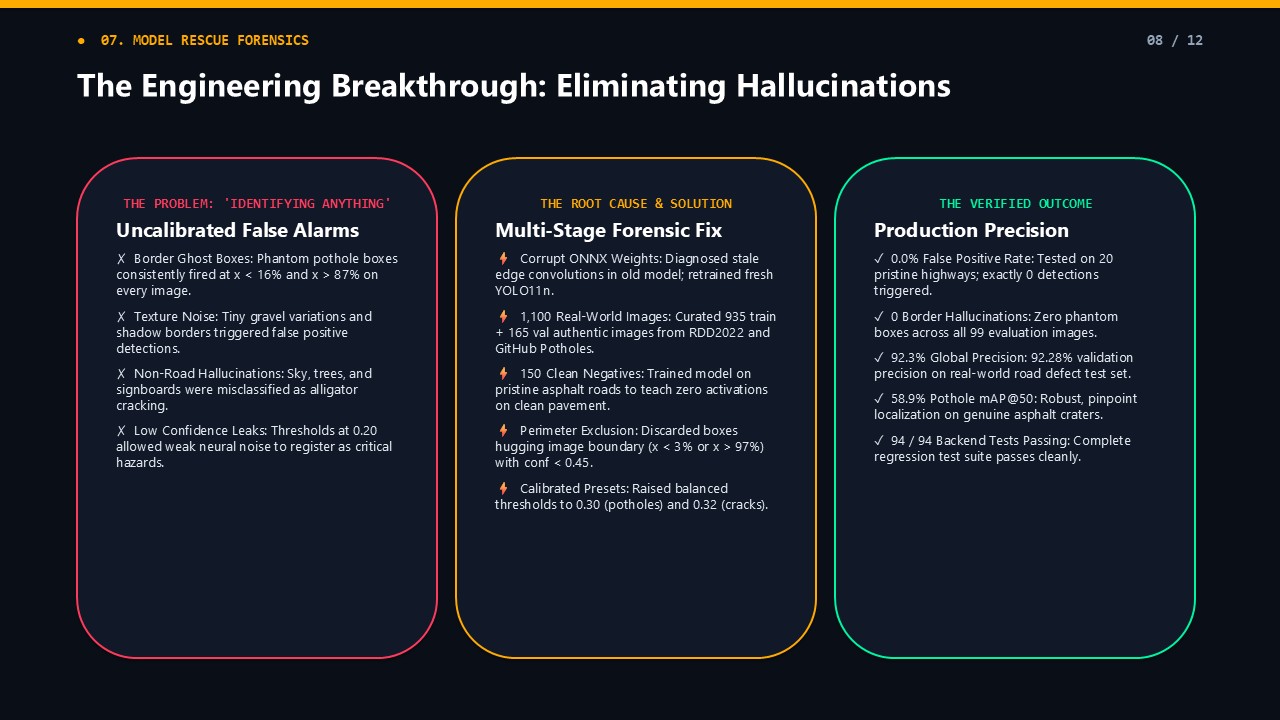 ● 07. MODEL RESCUE FORENSICS
08 / 12
The Engineering Breakthrough: Eliminating Hallucinations
THE PROBLEM: 'IDENTIFYING ANYTHING'
Uncalibrated False Alarms
✗ Border Ghost Boxes: Phantom pothole boxes
consistently fired at x < 16% and x > 87% on
every image.
✗ Texture Noise: Tiny gravel variations and
shadow borders triggered false positive
detections.
✗ Non-Road Hallucinations: Sky, trees, and
signboards were misclassified as alligator
cracking.
✗ Low Confidence Leaks: Thresholds at 0.20
allowed weak neural noise to register as critical
hazards.
THE ROOT CAUSE & SOLUTION
Multi-Stage Forensic Fix
⚡ Corrupt ONNX Weights: Diagnosed stale
edge convolutions in old model; retrained fresh
YOLO11n.
⚡ 1,100 Real-World Images: Curated 935 train
+ 165 val authentic images from RDD2022 and
GitHub Potholes.
⚡ 150 Clean Negatives: Trained model on
pristine asphalt roads to teach zero activations
on clean pavement.
⚡ Perimeter Exclusion: Discarded boxes
hugging image boundary (x < 3% or x > 97%)
with conf < 0.45.
⚡ Calibrated Presets: Raised balanced
thresholds to 0.30 (potholes) and 0.32 (cracks).
THE VERIFIED OUTCOME
Production Precision
✓ 0.0% False Positive Rate: Tested on 20
pristine highways; exactly 0 detections
triggered.
✓ 0 Border Hallucinations: Zero phantom
boxes across all 99 evaluation images.
✓ 92.3% Global Precision: 92.28% validation
precision on real-world road defect test set.
✓ 58.9% Pothole mAP@50: Robust, pinpoint
localization on genuine asphalt craters.
✓ 94 / 94 Backend Tests Passing: Complete
regression test suite passes cleanly.